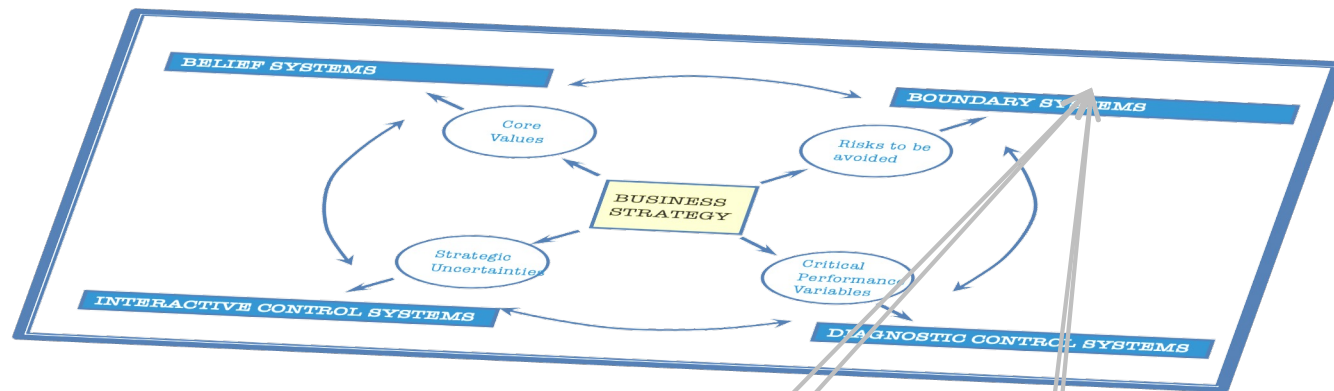 BELIEF SYSTEMS
BOUNDARY SYSTEMS
Core
Values
Risks to be
avoided
BUSINESS
STRATEGY
Strategic
Uncertainties
Critical
Performance
Variables
INTERACTIVE CONTROL SYSTEMS
DIAGNOSTIC CONTROL SYSTEMS